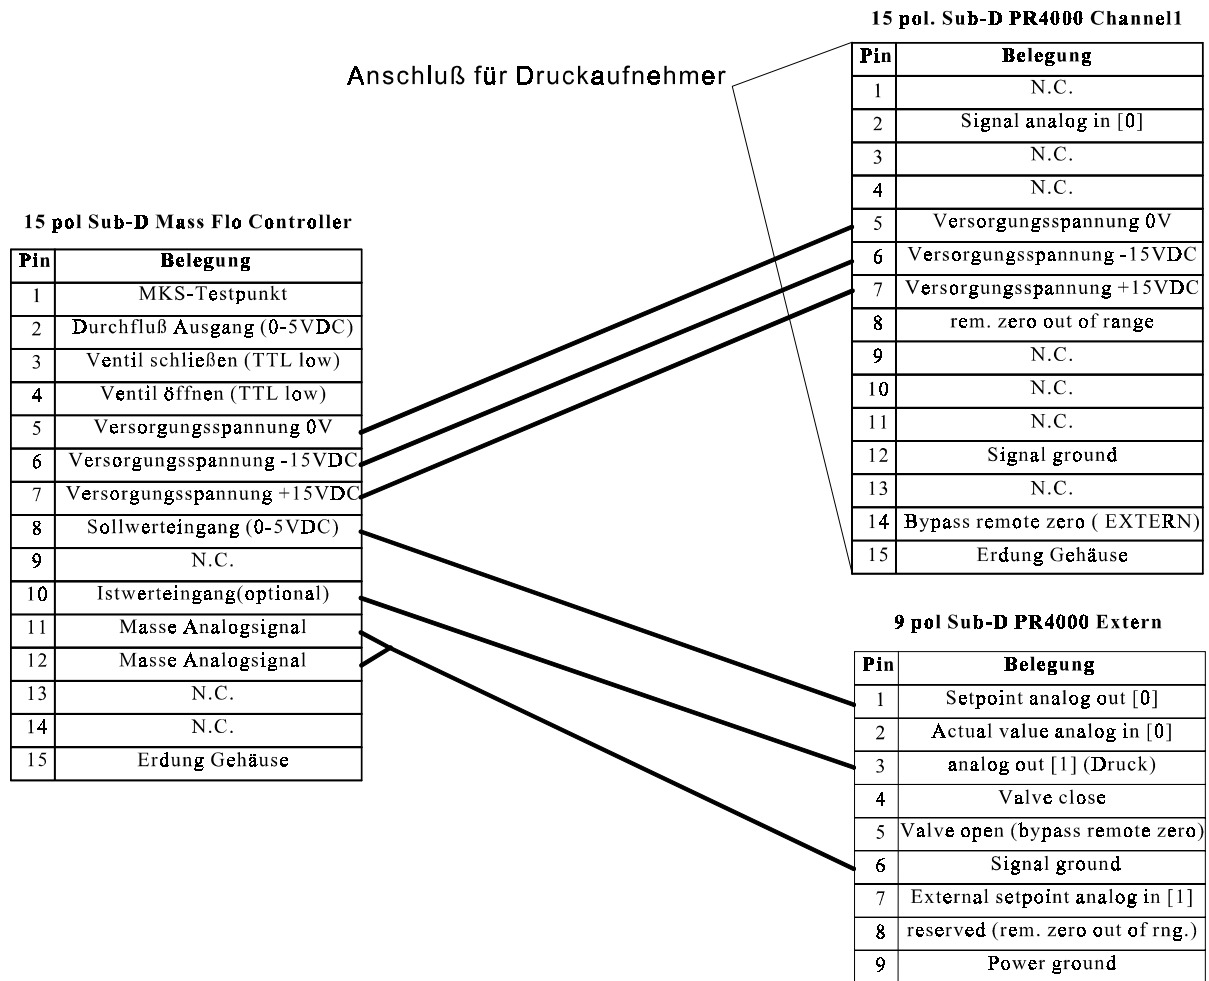 15 pol. Sub-D PR4000 Channel1
Pin Belegung
1 N.C.
2 Signal analog in [0]
3 N.C.
4 N.C.
5 Versorgungsspannung 0V
6 Versorgungsspannung -15VDC
7 Versorgungsspannung +15VDC
8 rem. zero out of range
9 N.C.
10 N.C.
11 N.C.
12 Signal ground
13 N.C.
14 Bypass remote zero ( EXTERN)
15 Erdung Gehäuse
Anschluß für Druckaufnehmer
15 pol Sub-D Mass Flo Controller
Pin Belegung
1 MKS-Testpunkt
2 Durchfluß Ausgang (0-5VDC)
3 Ventil schließen (TTL low)
4 Ventil öffnen (TTL low)
5 Versorgungsspannung 0V
6 Versorgungsspannung -15VDC
7 Versorgungsspannung +15VDC
8 Sollwerteingang (0-5VDC)
9 N.C.
10 Istwerteingang(optional)
11 Masse Analogsignal
12 Masse Analogsignal
13 N.C.
14 N.C.
15 Erdung Gehäuse
9 pol Sub-D PR4000 Extern
Pin Belegung
1 Setpoint analog out [0]
2 Actual value analog in [0]
3 analog out [1] (Druck)
4 Valve close
5 Valve open (bypass remote zero)
6 Signal ground
7 External setpoint analog in [1]
8 reserved (rem. zero out of rng.)
9 Power ground